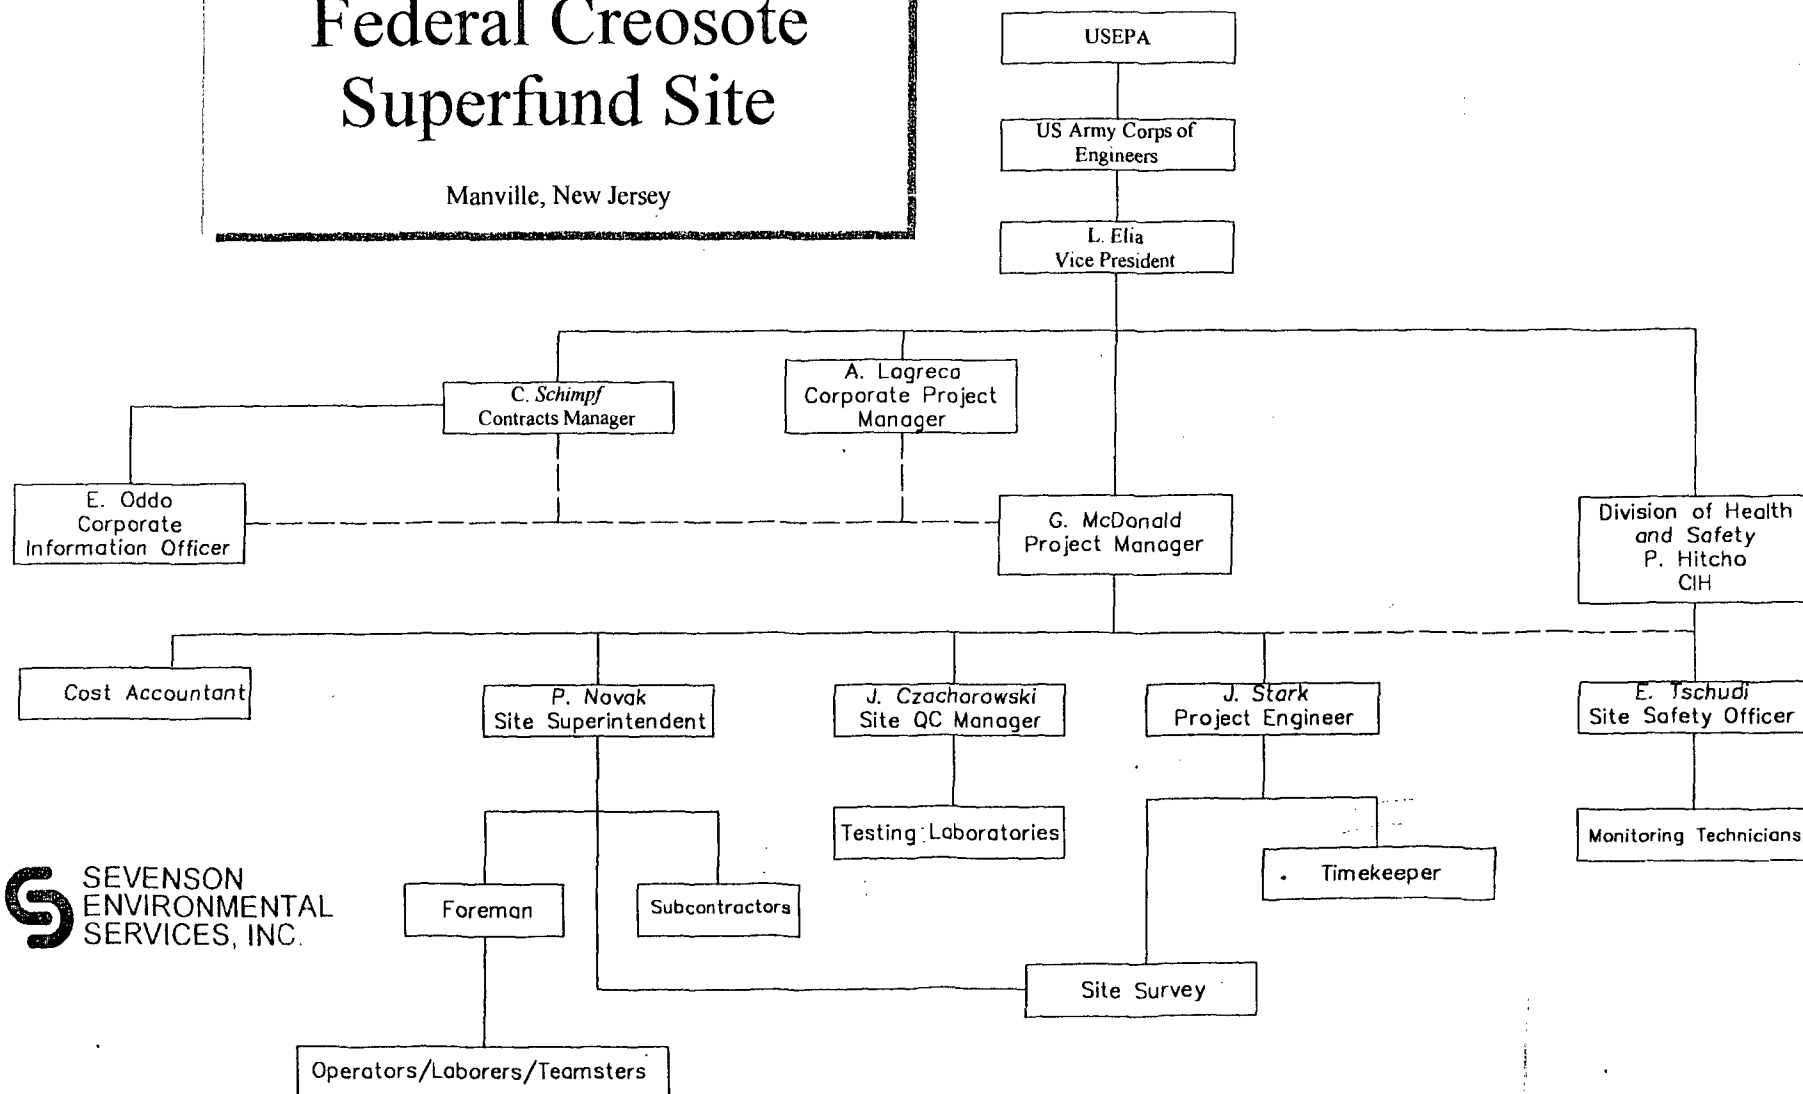 Federal Creosote
Superfund Site
Manville, New Jersey
USEPA
US Army Corps of
Engineers
L. Elia
Vice President
C. Schimpf
Contracts Manager
A. Lagreca
Corporate Project
Manager
E. Oddo
Corporate
Information Officer
G. McDonald
Project Manager
Division of Health
and Safety
P. Hitcho
CIH
Cost Accountant
P. Novak
Site Superintendent
J. Czachorowski
Site QC Manager
J. Stark
Project Engineer
E. Tschudi
Site Safety Officer
Testing Laboratories
Timekeeper
Monitoring Technicians
Foreman
Subcontractors
SEVENSON
ENVIRONMENTAL
SERVICES, INC.
Site Survey
Operators/Laborers/Teamsters